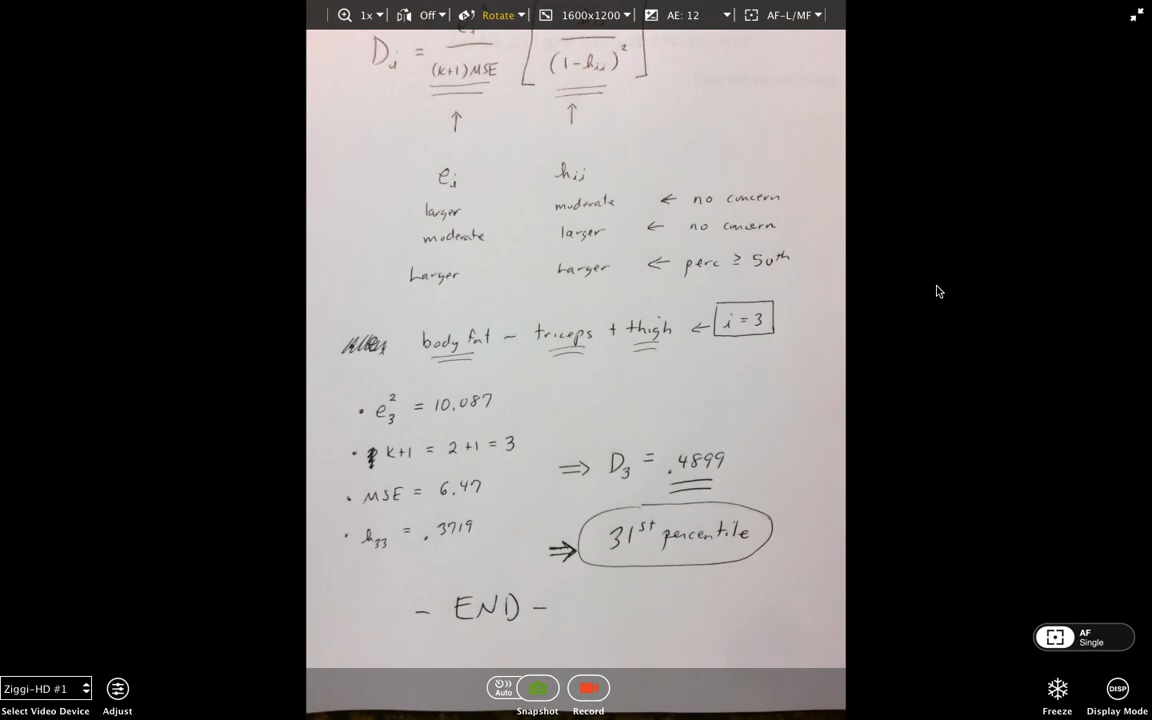 1x Off Rotate 1600x1200 AE: 12 AF-L/MF
D_i = e_i^2 / (k+1)MSE [ h_ii / (1-h_ii)^2 ]
↑ ↑
e_i h_ii
larger moderate ← no concern
moderate larger ← no concern
larger larger ← perc ≥ 50th
body fat ~ triceps + thigh ← i = 3
• e_3^2 = 10.087
• k+1 = 2+1 = 3
⇒ D_3 = .4899
• MSE = 6.47
• h_33 = .3719
⇒ 31st percentile
- END -
AF
Single
Ziggi-HD #1
Auto
DISP
Select Video Device Adjust Snapshot Record Freeze Display Mode